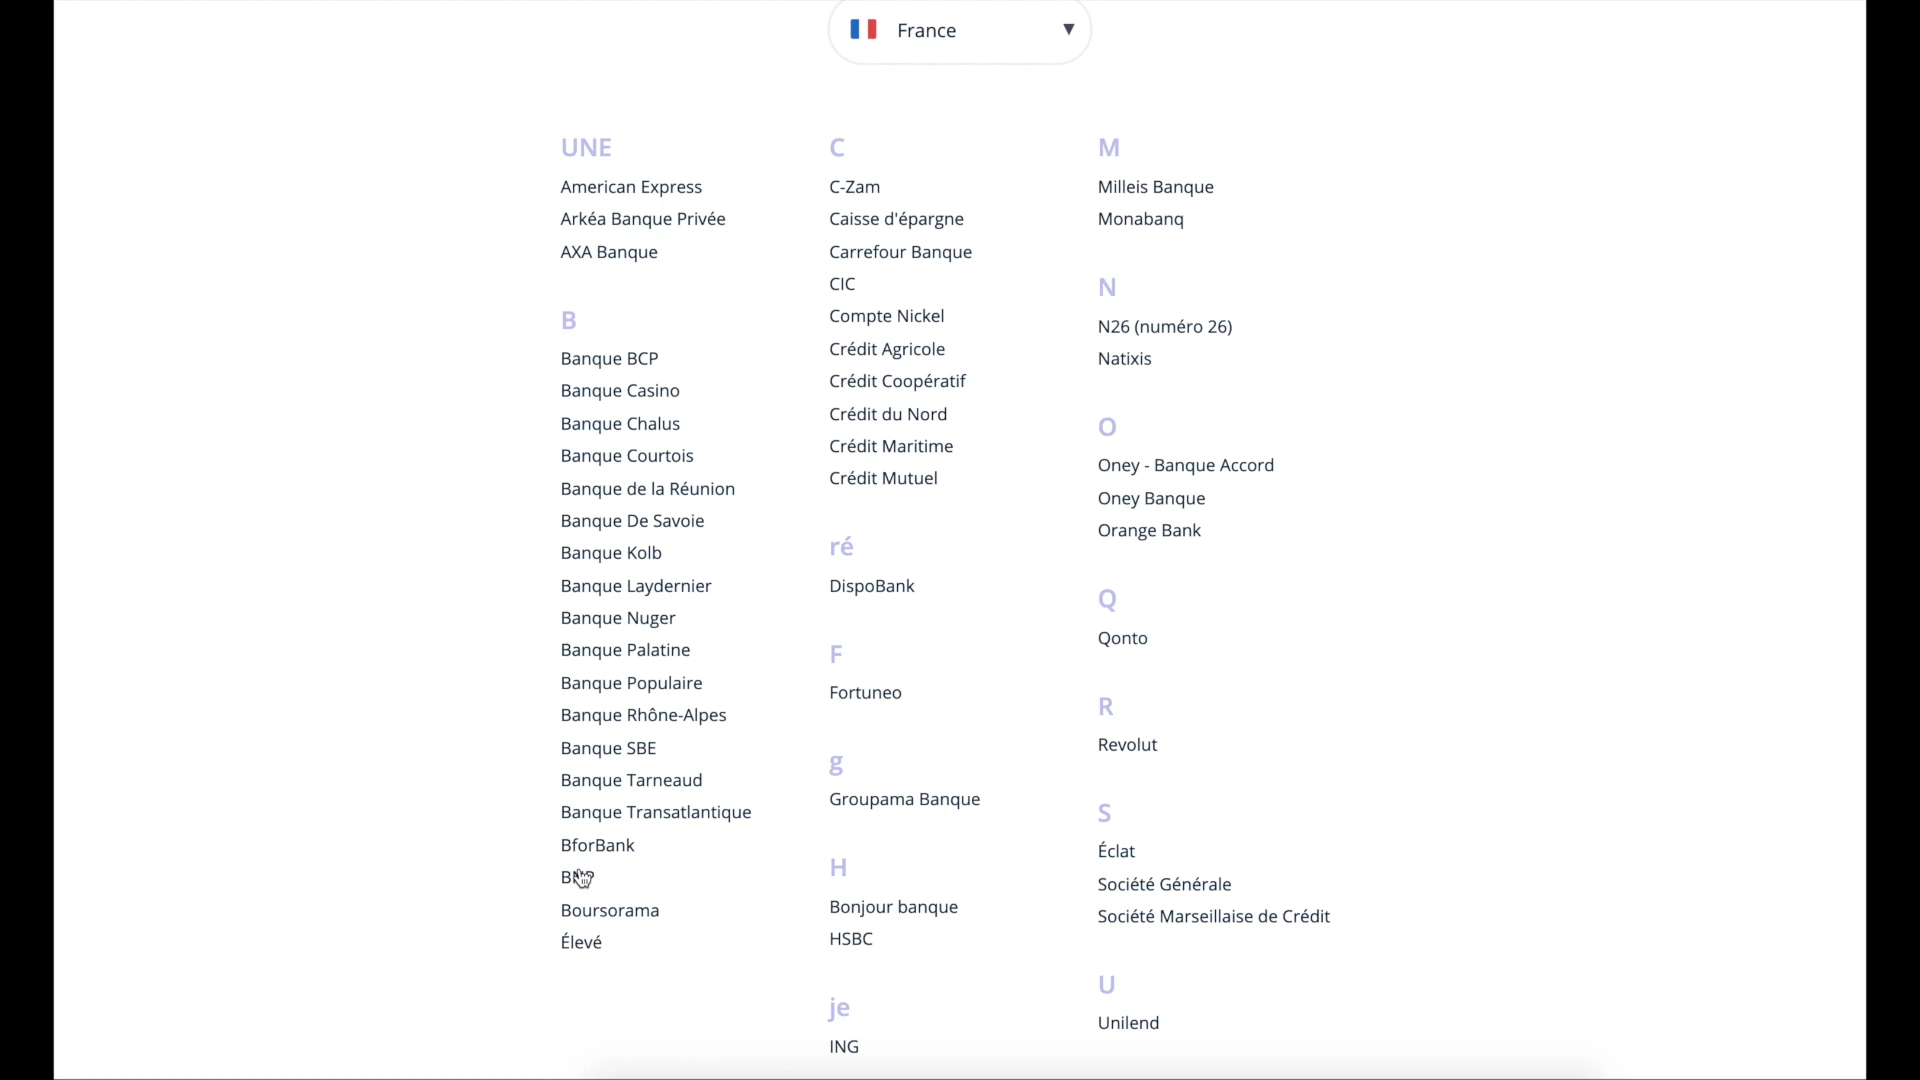 France
UNE
American Express
Arkéa Banque Privée
AXA Banque
B
Banque BCP
Banque Casino
Banque Chalus
Banque Courtois
Banque de la Réunion
Banque De Savoie
Banque Kolb
Banque Laydernier
Banque Nuger
Banque Palatine
Banque Populaire
Banque Rhône-Alpes
Banque SBE
Banque Tarneaud
Banque Transatlantique
BforBank
Boursorama
Élevé
C
C-Zam
Caisse d'épargne
Carrefour Banque
CIC
Compte Nickel
Crédit Agricole
Crédit Coopératif
Crédit du Nord
Crédit Maritime
Crédit Mutuel
ré
DispoBank
F
Fortuneo
g
Groupama Banque
H
Bonjour banque
HSBC
je
ING
M
Milleis Banque
Monabanq
N
N26 (numéro 26)
Natixis
O
Oney - Banque Accord
Oney Banque
Orange Bank
Q
Qonto
R
Revolut
S
Éclat
Société Générale
Société Marseillaise de Crédit
U
Unilend